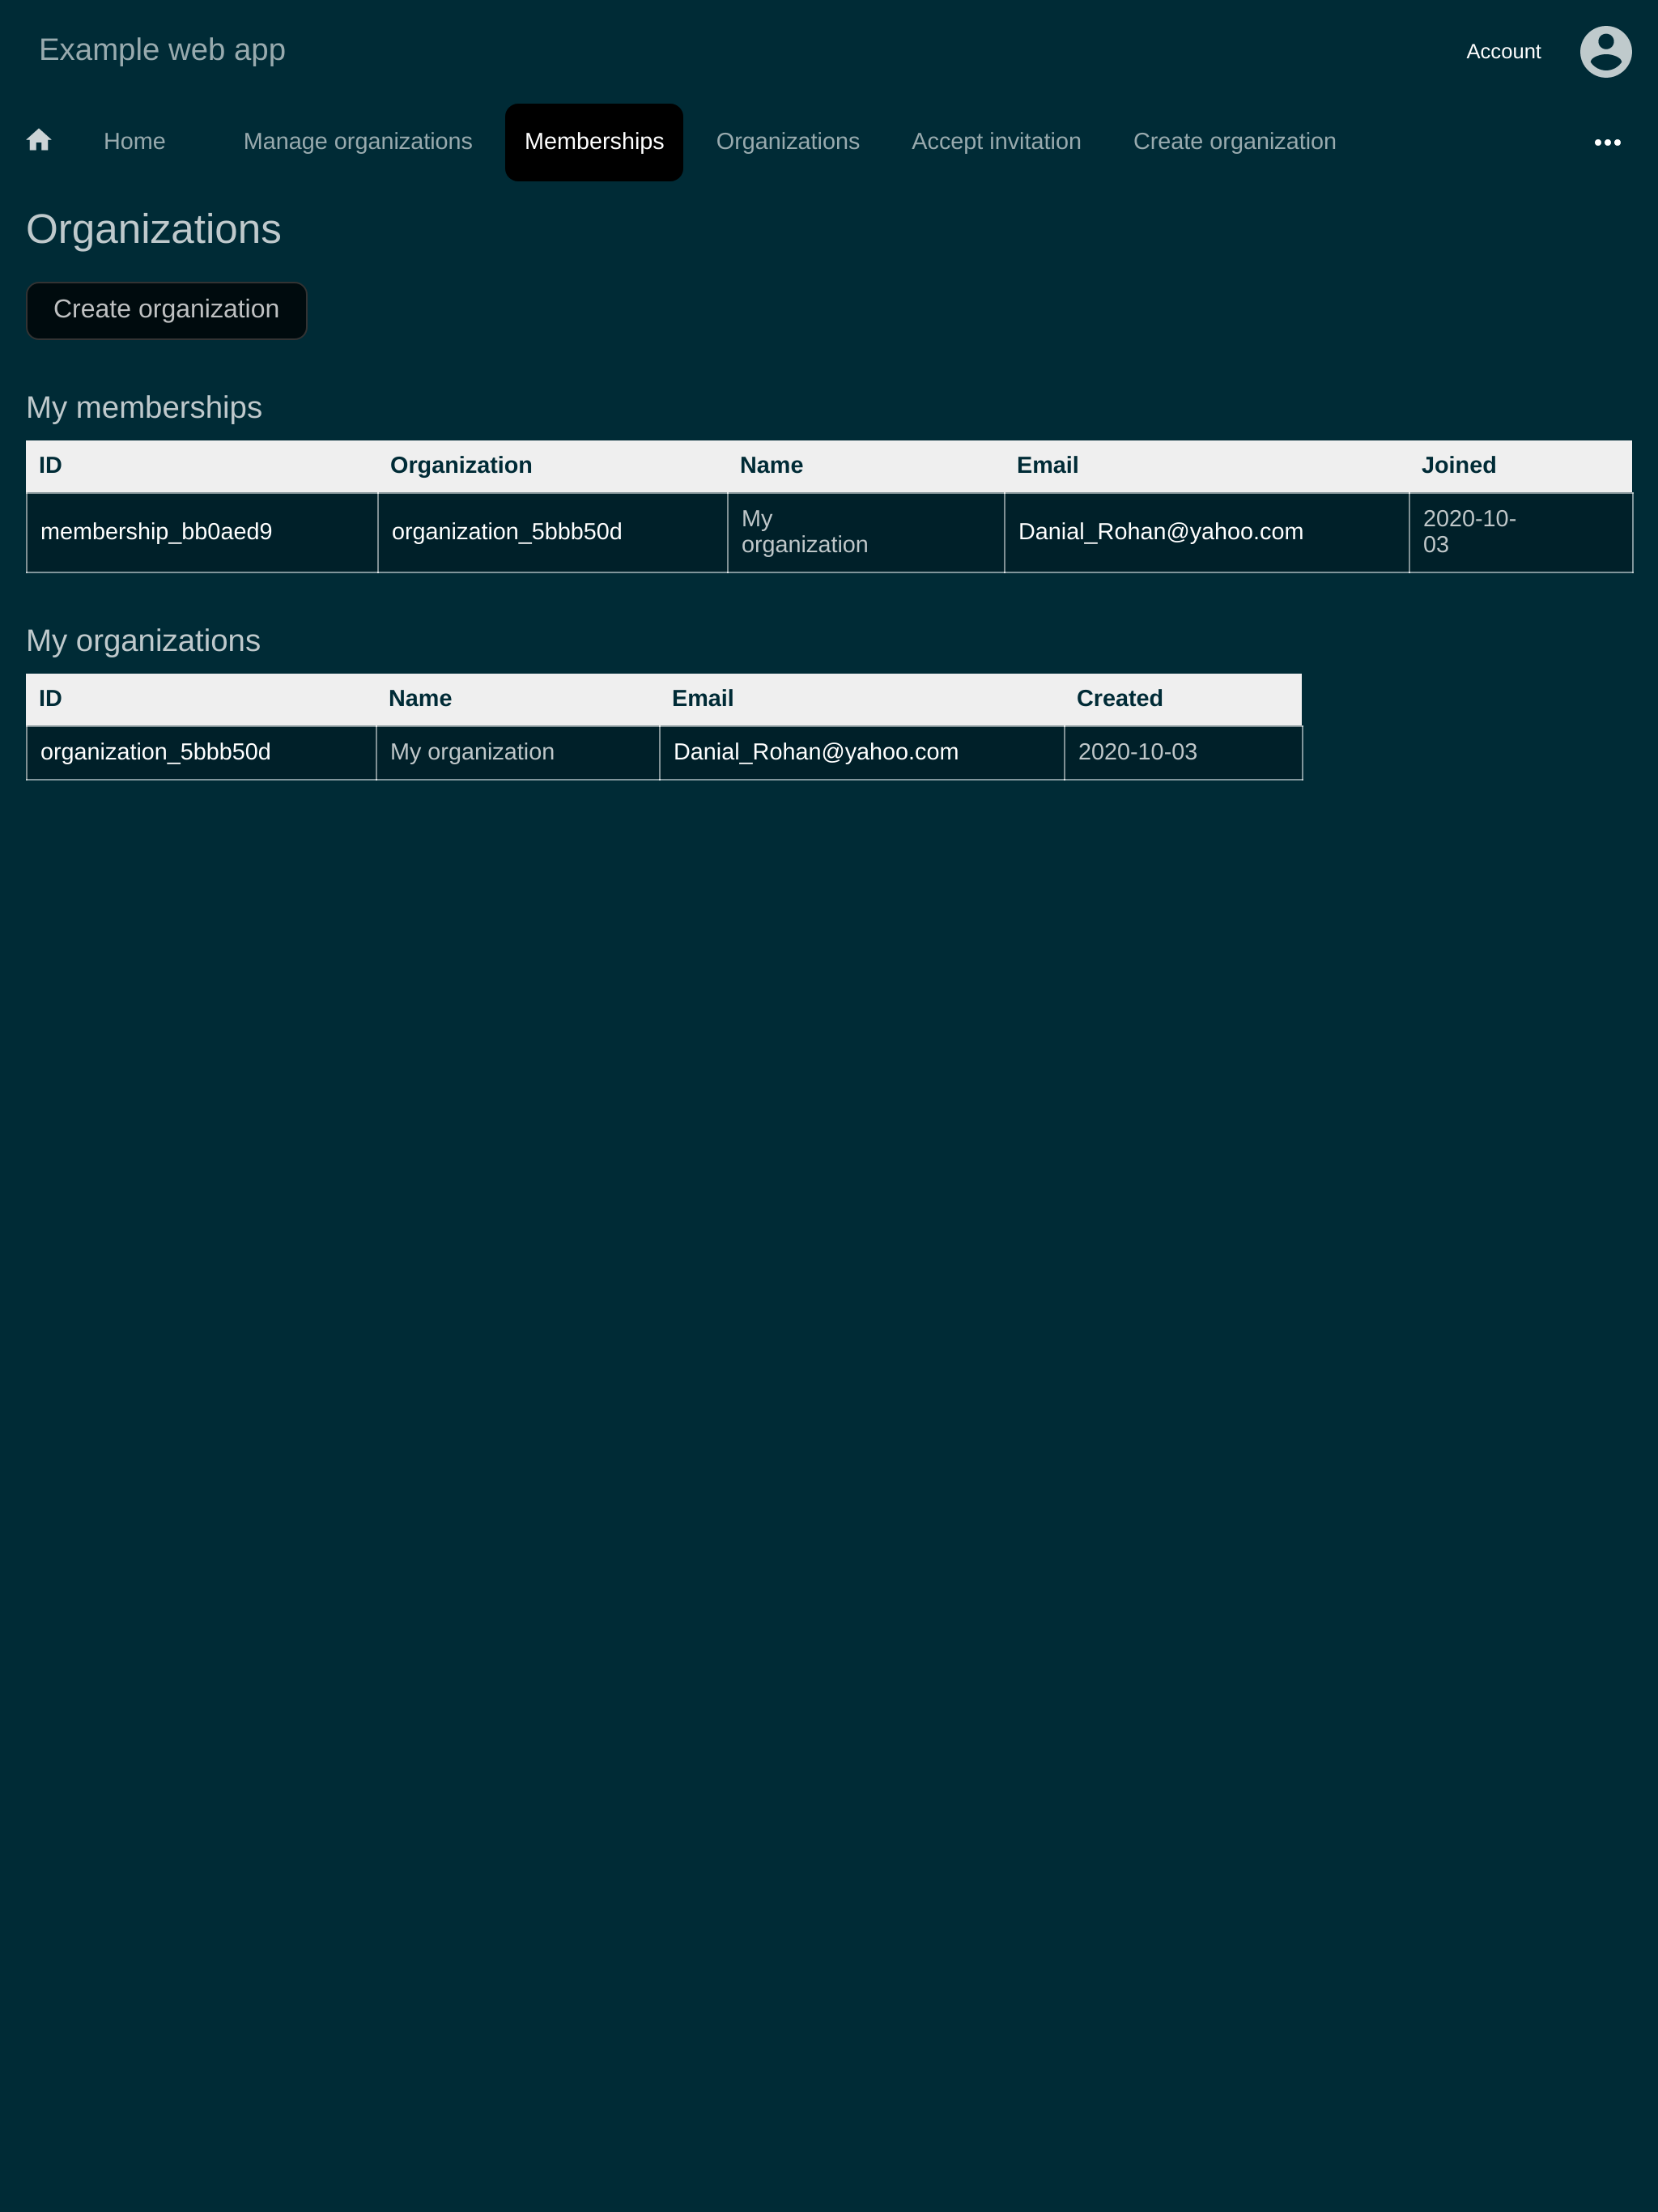 Example web app
Account
Home
Manage organizations
Memberships
Organizations
Accept invitation
Create organization
Organizations
Create organization
My memberships
ID Organization Name Email Joined
membership_bb0aed9 organization_5bbb50d My organization Danial_Rohan@yahoo.com 2020-10-03
My organizations
ID Name Email Created
organization_5bbb50d My organization Danial_Rohan@yahoo.com 2020-10-03